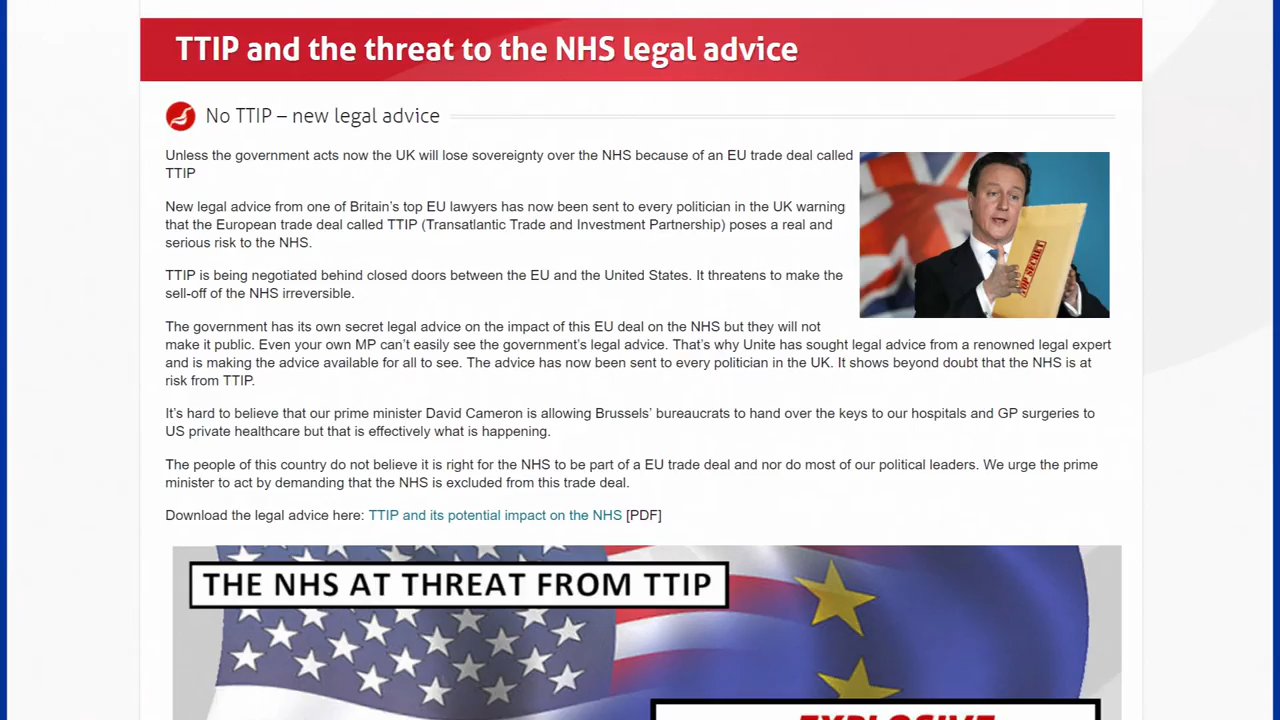 TTIP and the threat to the NHS legal advice
No TTIP – new legal advice
Unless the government acts now the UK will lose sovereignty over the NHS because of an EU trade deal called
TTIP
New legal advice from one of Britain's top EU lawyers has now been sent to every politician in the UK warning
that the European trade deal called TTIP (Transatlantic Trade and Investment Partnership) poses a real and
serious risk to the NHS.
TOP SECRET
TTIP is being negotiated behind closed doors between the EU and the United States. It threatens to make the
sell-off of the NHS irreversible.
The government has its own secret legal advice on the impact of this EU deal on the NHS but they will not
make it public. Even your own MP can't easily see the government's legal advice. That's why Unite has sought legal advice from a renowned legal expert
and is making the advice available for all to see. The advice has now been sent to every politician in the UK. It shows beyond doubt that the NHS is at
risk from TTIP.
It's hard to believe that our prime minister David Cameron is allowing Brussels' bureaucrats to hand over the keys to our hospitals and GP surgeries to
US private healthcare but that is effectively what is happening.
The people of this country do not believe it is right for the NHS to be part of a EU trade deal and nor do most of our political leaders. We urge the prime
minister to act by demanding that the NHS is excluded from this trade deal.
Download the legal advice here: TTIP and its potential impact on the NHS [PDF]
THE NHS AT THREAT FROM TTIP
EXPLOSIVE